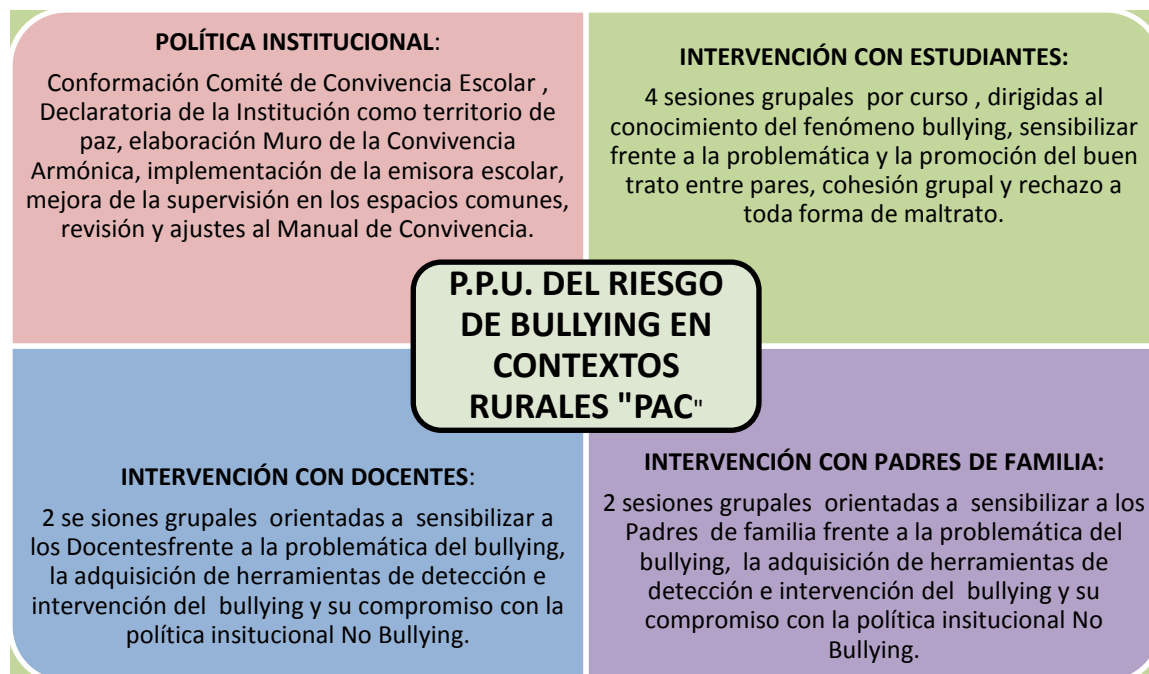 POLÍTICA INSTITUCIONAL:
Conformación Comité de Convivencia Escolar ,
Declaratoria de la Institución como territorio de
paz, elaboración Muro de la Convivencia
Armónica, implementación de la emisora escolar,
mejora de la supervisión en los espacios comunes,
revisión y ajustes al Manual de Convivencia.
INTERVENCIÓN CON ESTUDIANTES:
4 sesiones grupales por curso , dirigidas al
conocimiento del fenómeno bullying, sensibilizar
frente a la problemática y la promoción del buen
trato entre pares, cohesión grupal y rechazo a
toda forma de maltrato.
P.P.U. DEL RIESGO
DE BULLYING EN
CONTEXTOS
RURALES "PAC"
INTERVENCIÓN CON DOCENTES:
2 se siones grupales orientadas a sensibilizar a
los Docentesfrente a la problemática del bullying,
la adquisición de herramientas de detección e
intervención del bullying y su compromiso con la
política insitucional No Bullying.
INTERVENCIÓN CON PADRES DE FAMILIA:
2 sesiones grupales orientadas a sensibilizar a los
Padres de familia frente a la problemática del
bullying, la adquisición de herramientas de
detección e intervención del bullying y su
compromiso con la política insitucional No
Bullying.